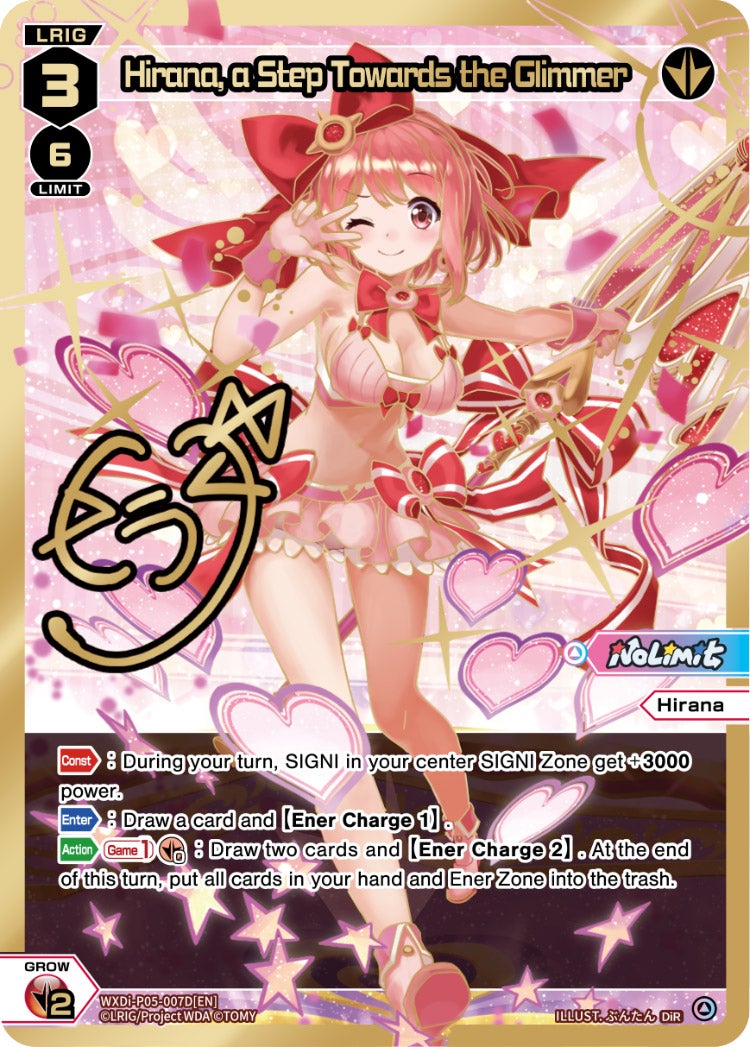 LRIG
3
Hirana, a Step Towards the Glimmer
6
LIMIT
NoLimit
Hirana
Const : During your turn, SIGNI in your center SIGNI Zone get +3000
power.
Enter : Draw a card and 【Ener Charge 1】.
Action Game 1 0 : Draw two cards and 【Ener Charge 2】. At the end
of this turn, put all cards in your hand and Ener Zone into the trash.
GROW
2
WXDi-P05-007D[EN]
©LRIG/Project WDA ©TOMY
ILLUST. ぶんたん DiR